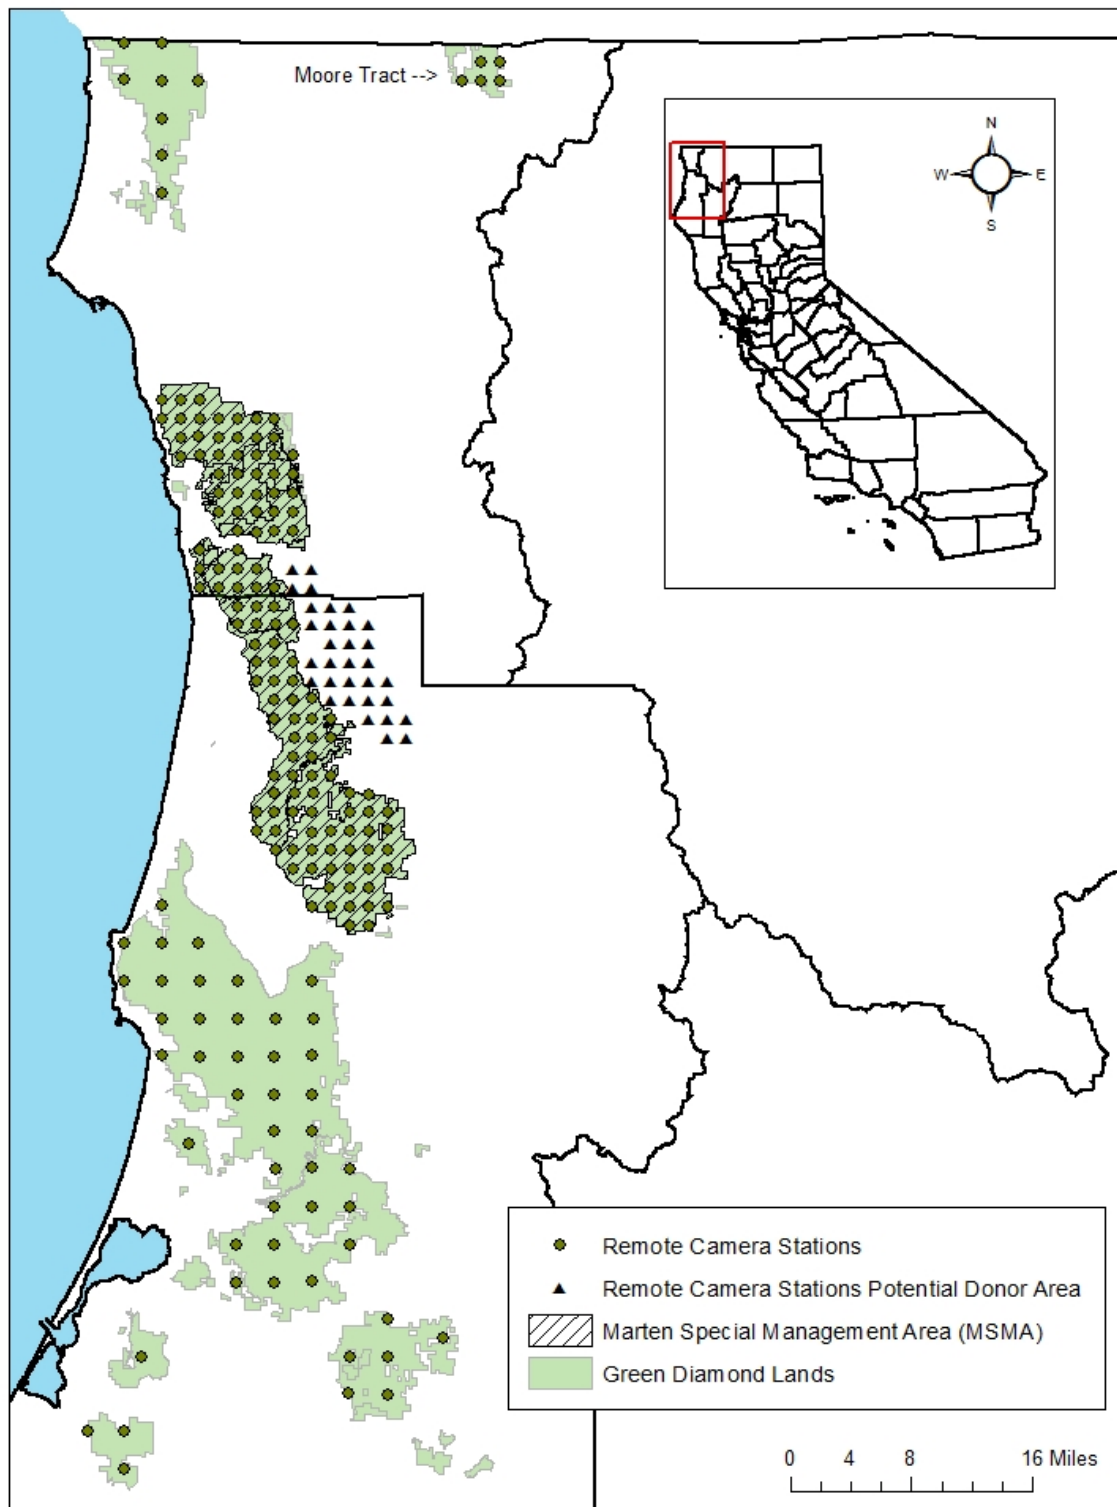 Moore Tract -->
N
W
E
S
Remote Camera Stations
Remote Camera Stations Potential Donor Area
Marten Special Management Area (MSMA)
Green Diamond Lands
0 4 8 16 Miles